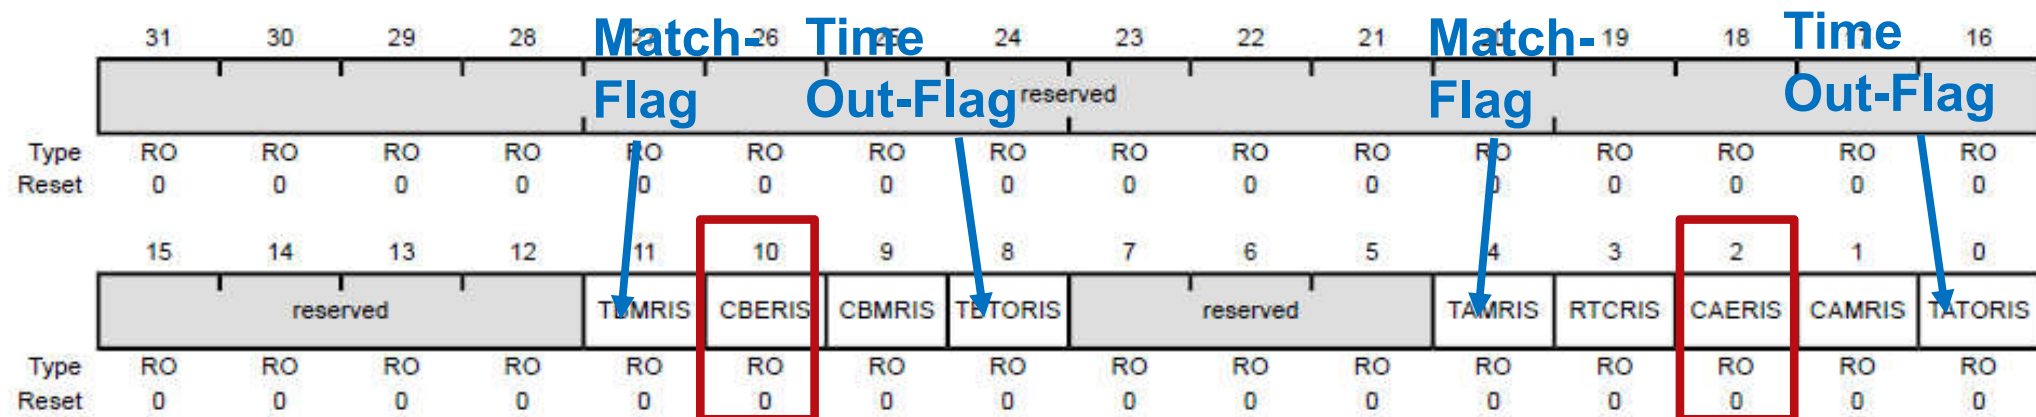 Match- Time Match- Time
31 30 29 28 27 26 25 24 23 22 21 20 19 18 17 16
Flag Out-Flag reserved Flag Out-Flag
Type RO RO RO RO RO RO RO RO RO RO RO RO RO RO RO RO
Reset 0 0 0 0 0 0 0 0 0 0 0 0 0 0 0 0
15 14 13 12 11 10 9 8 7 6 5 4 3 2 1 0
reserved TBMRIS CBERIS CBMRIS TBTORIS reserved TAMRIS RTCRIS CAERIS CAMRIS TATORIS
Type RO RO RO RO RO RO RO RO RO RO RO RO RO RO RO RO
Reset 0 0 0 0 0 0 0 0 0 0 0 0 0 0 0 0